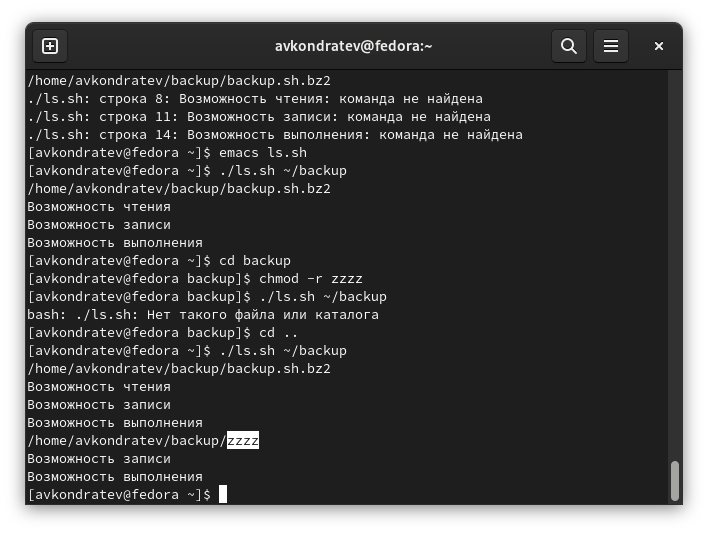 avkondratev@fedora:~
/home/avkondratev/backup/backup.sh.bz2
./ls.sh: строка 8: Возможность чтения: команда не найдена
./ls.sh: строка 11: Возможность записи: команда не найдена
./ls.sh: строка 14: Возможность выполнения: команда не найдена
[avkondratev@fedora ~]$ emacs ls.sh
[avkondratev@fedora ~]$ ./ls.sh ~/backup
/home/avkondratev/backup/backup.sh.bz2
Возможность чтения
Возможность записи
Возможность выполнения
[avkondratev@fedora ~]$ cd backup
[avkondratev@fedora backup]$ chmod -r zzzz
[avkondratev@fedora backup]$ ./ls.sh ~/backup
bash: ./ls.sh: Нет такого файла или каталога
[avkondratev@fedora backup]$ cd ..
[avkondratev@fedora ~]$ ./ls.sh ~/backup
/home/avkondratev/backup/backup.sh.bz2
Возможность чтения
Возможность записи
Возможность выполнения
/home/avkondratev/backup/zzzz
Возможность записи
Возможность выполнения
[avkondratev@fedora ~]$